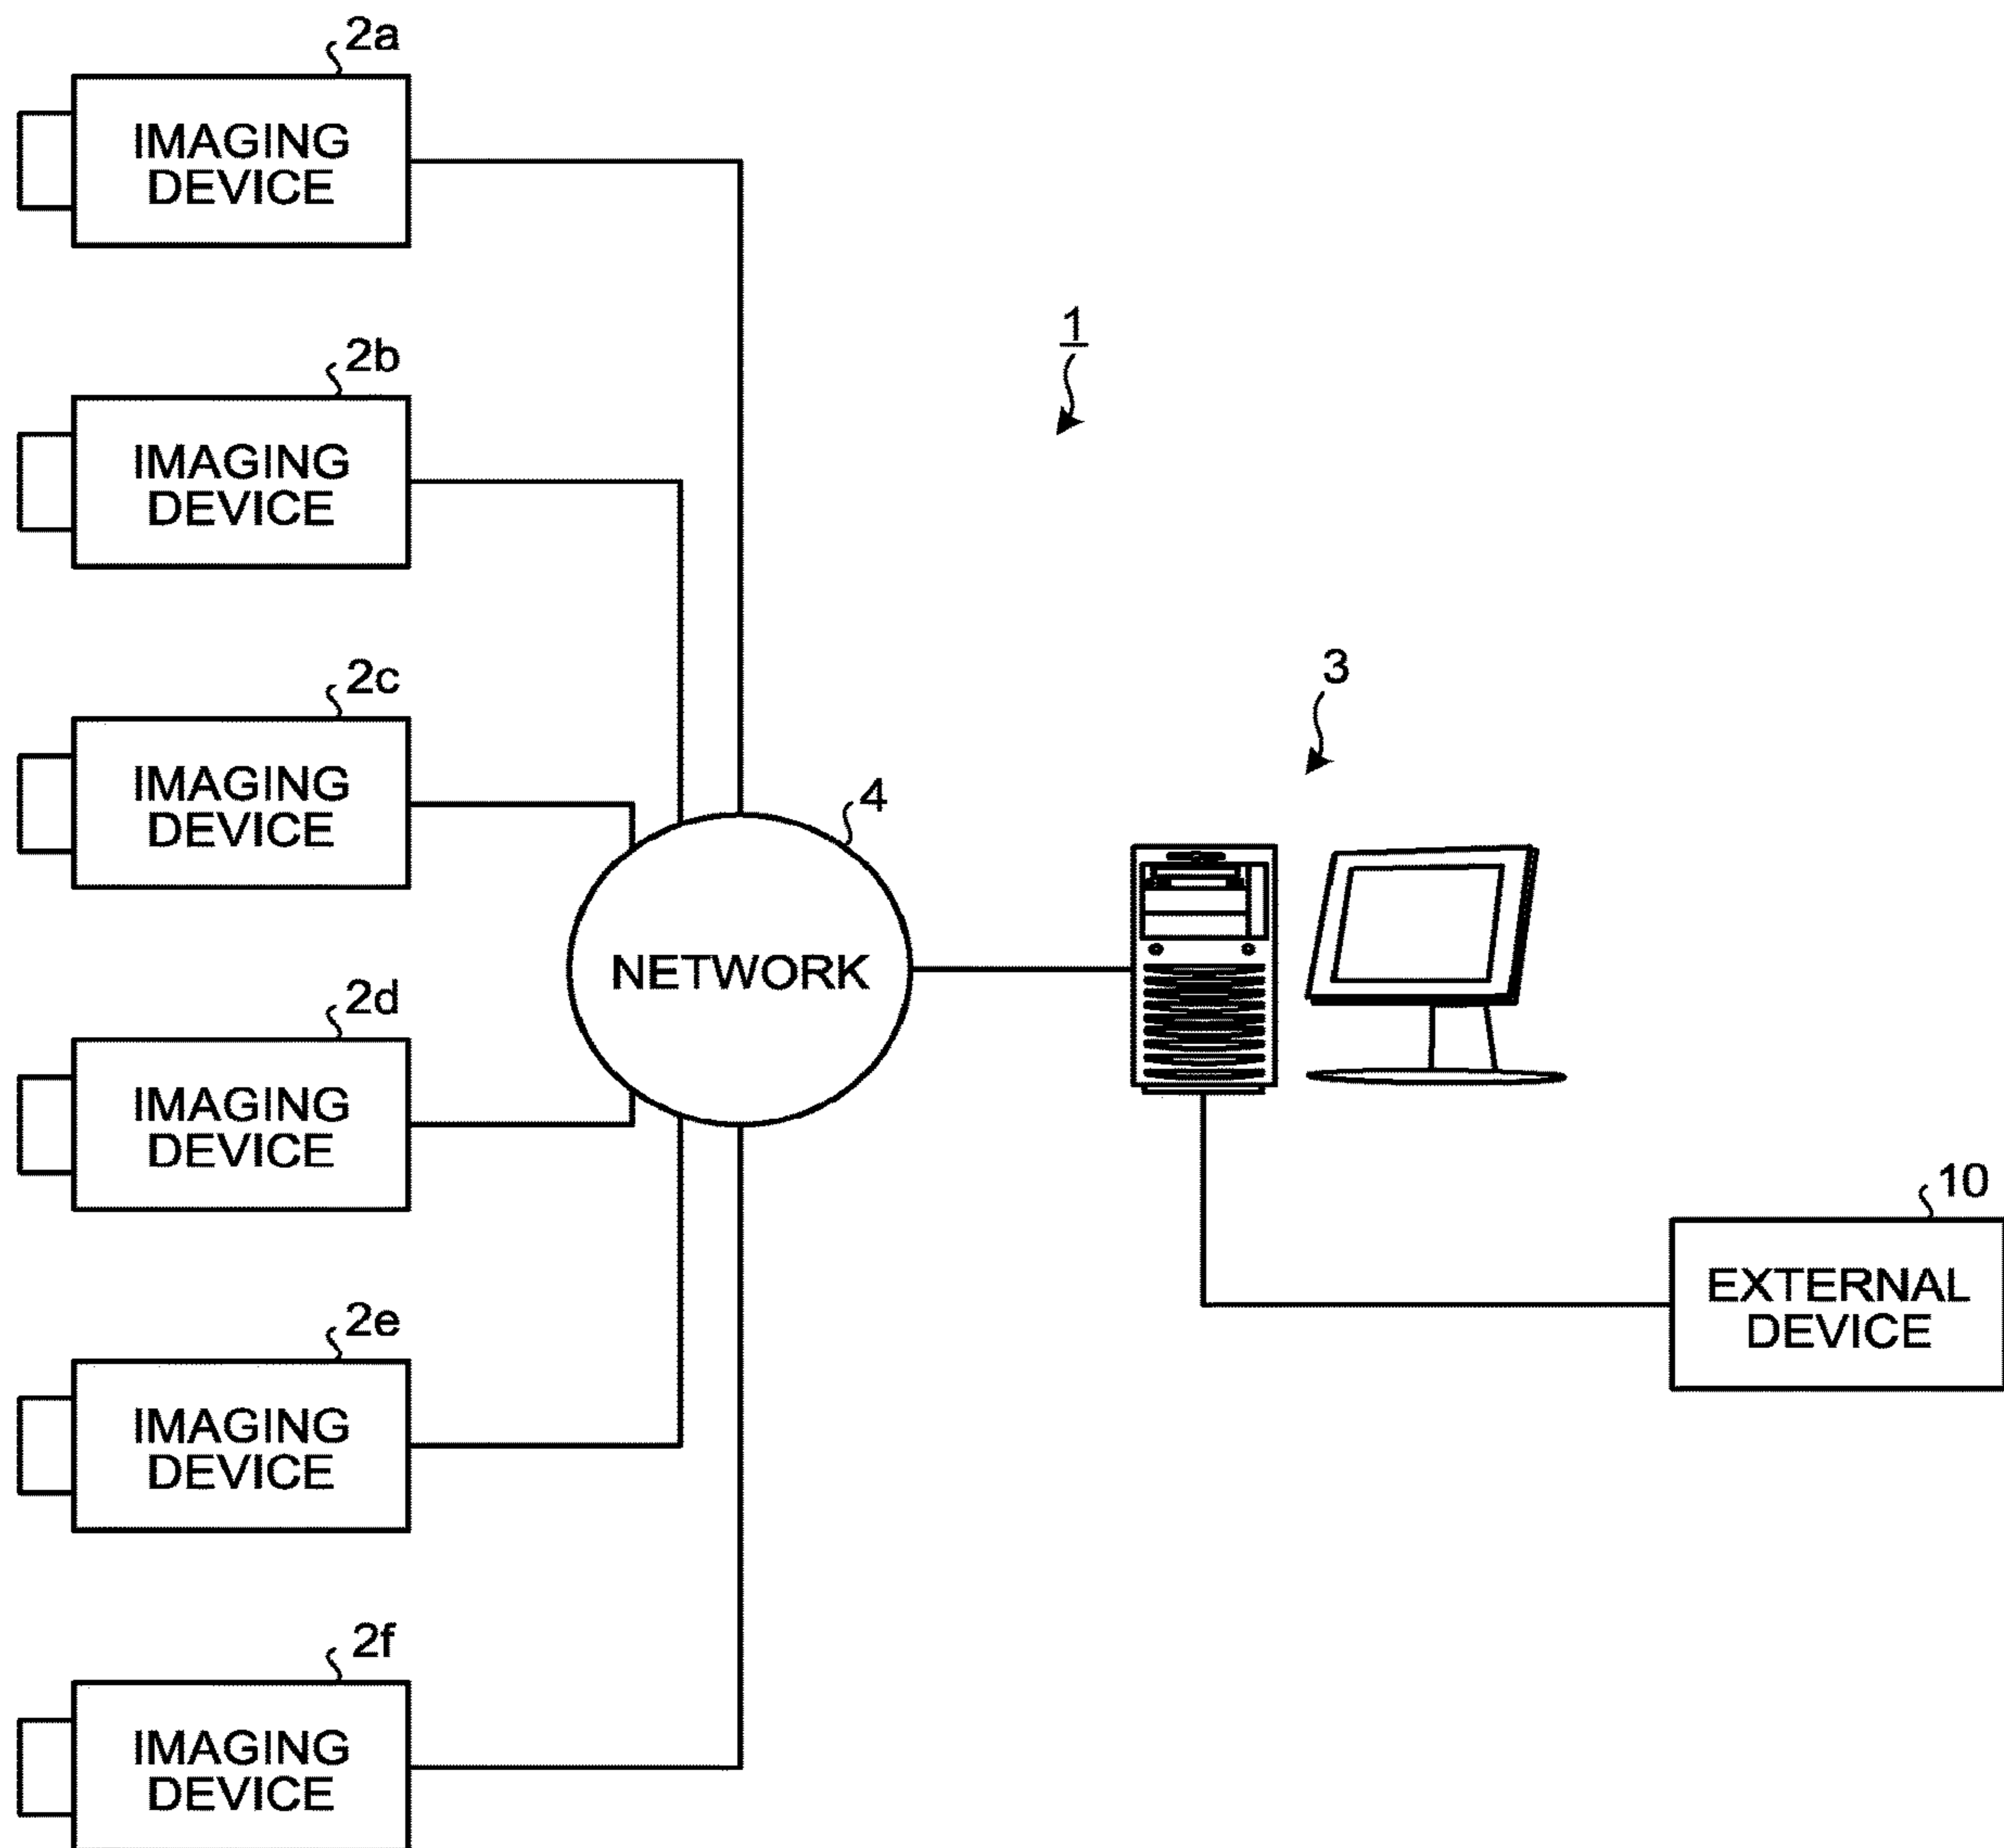 2a
IMAGING
DEVICE
1
2b
IMAGING
DEVICE
2c
IMAGING
DEVICE
3
4
NETWORK
2d
IMAGING
DEVICE
10
EXTERNAL
DEVICE
2e
IMAGING
DEVICE
2f
IMAGING
DEVICE